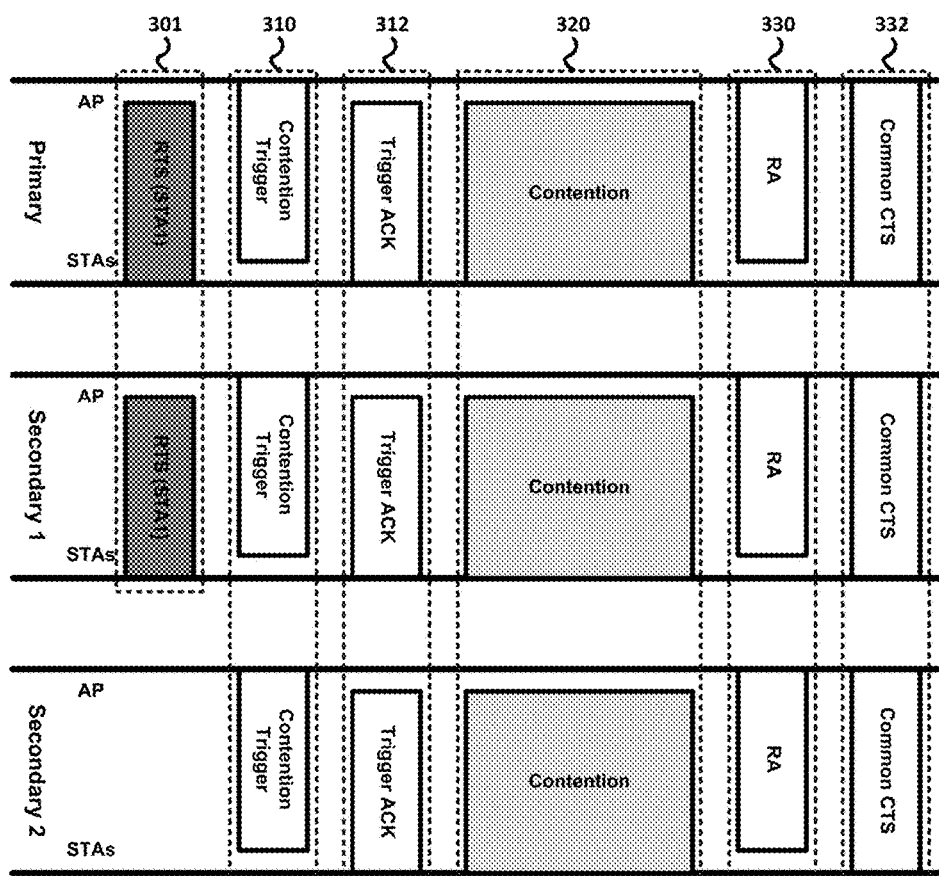 301 310 312 320 330 332
Primary
AP
STAs
RTS (STA1)
Contention
Trigger
Trigger ACK
Contention
RA
Common CTS
Secondary 1
AP
STAs
RTS (STA1)
Contention
Trigger
Trigger ACK
Contention
RA
Common CTS
Secondary 2
AP
STAs
Contention
Trigger
Trigger ACK
Contention
RA
Common CTS